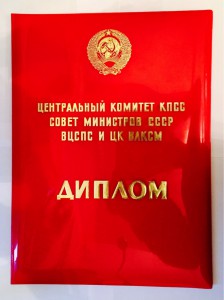 ЦЕНТРАЛЬНЫЙ КОМИТЕТ КПСС
СОВЕТ МИНИСТРОВ СССР
ВЦСПС И ЦК ВЛКСМ
ДИПЛОМ